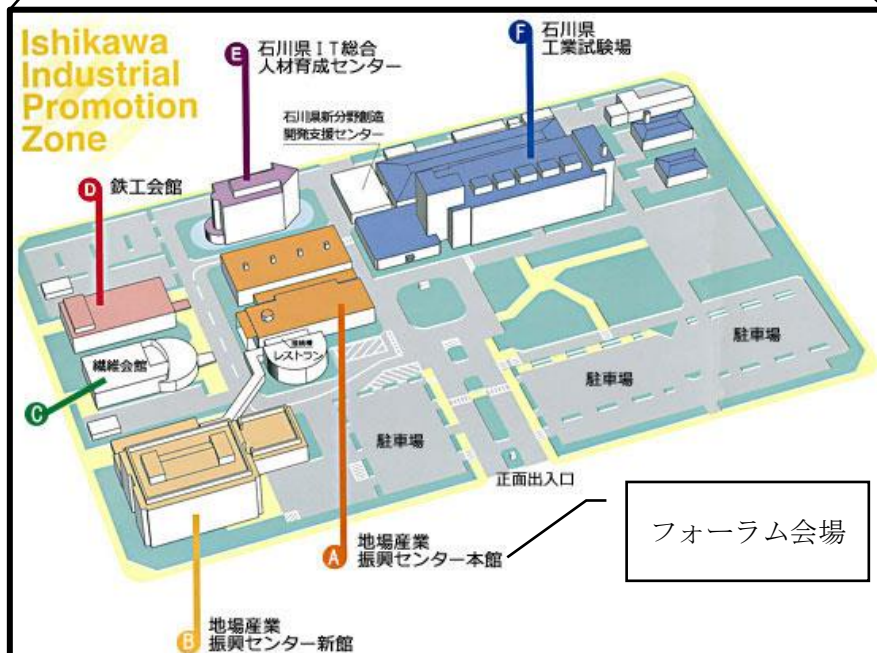 Ishikawa
Industrial
Promotion
Zone
E 石川県IT総合
人材育成センター
F 石川県
工業試験場
石川県新分野創造
開発支援センター
D 鉄工会館
繊維会館
C
レストラン
駐車場
駐車場
駐車場
正面出入口
A 地場産業
振興センター本館
フォーラム会場
B 地場産業
振興センター新館